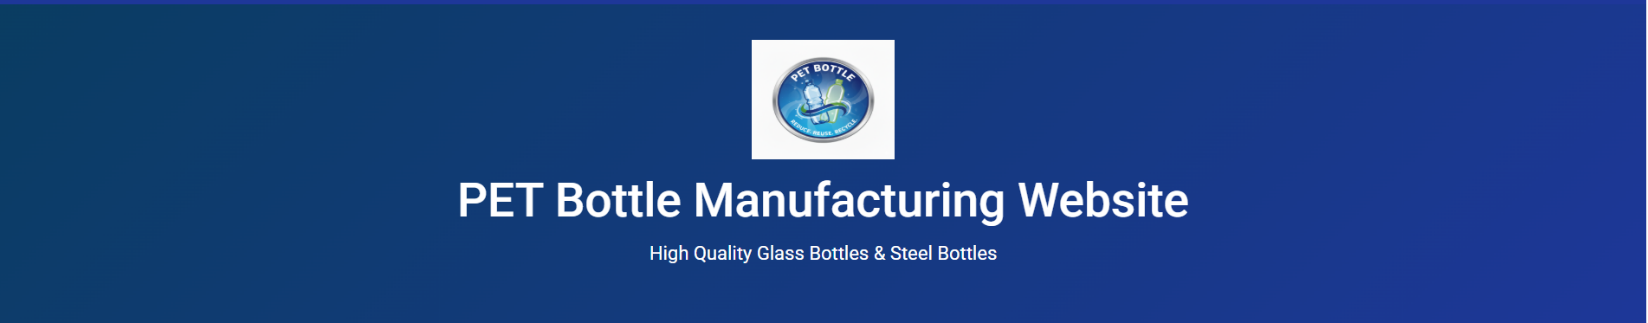 PET BOTTLE
REDUCE. REUSE. RECYCLE.
PET Bottle Manufacturing Website
High Quality Glass Bottles & Steel Bottles